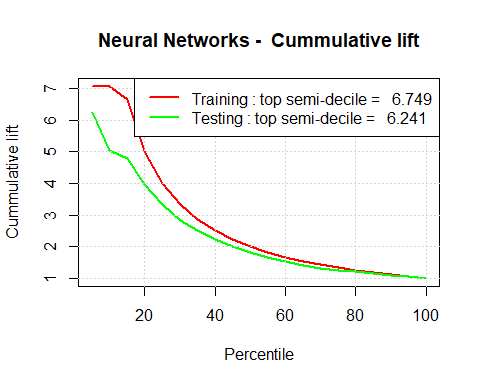 Neural Networks -  Cummulative lift
Training : top semi-decile =   6.749
Testing : top semi-decile =   6.241
Cummulative lift
7
6
5
4
3
2
1
20 40 60 80 100
Percentile